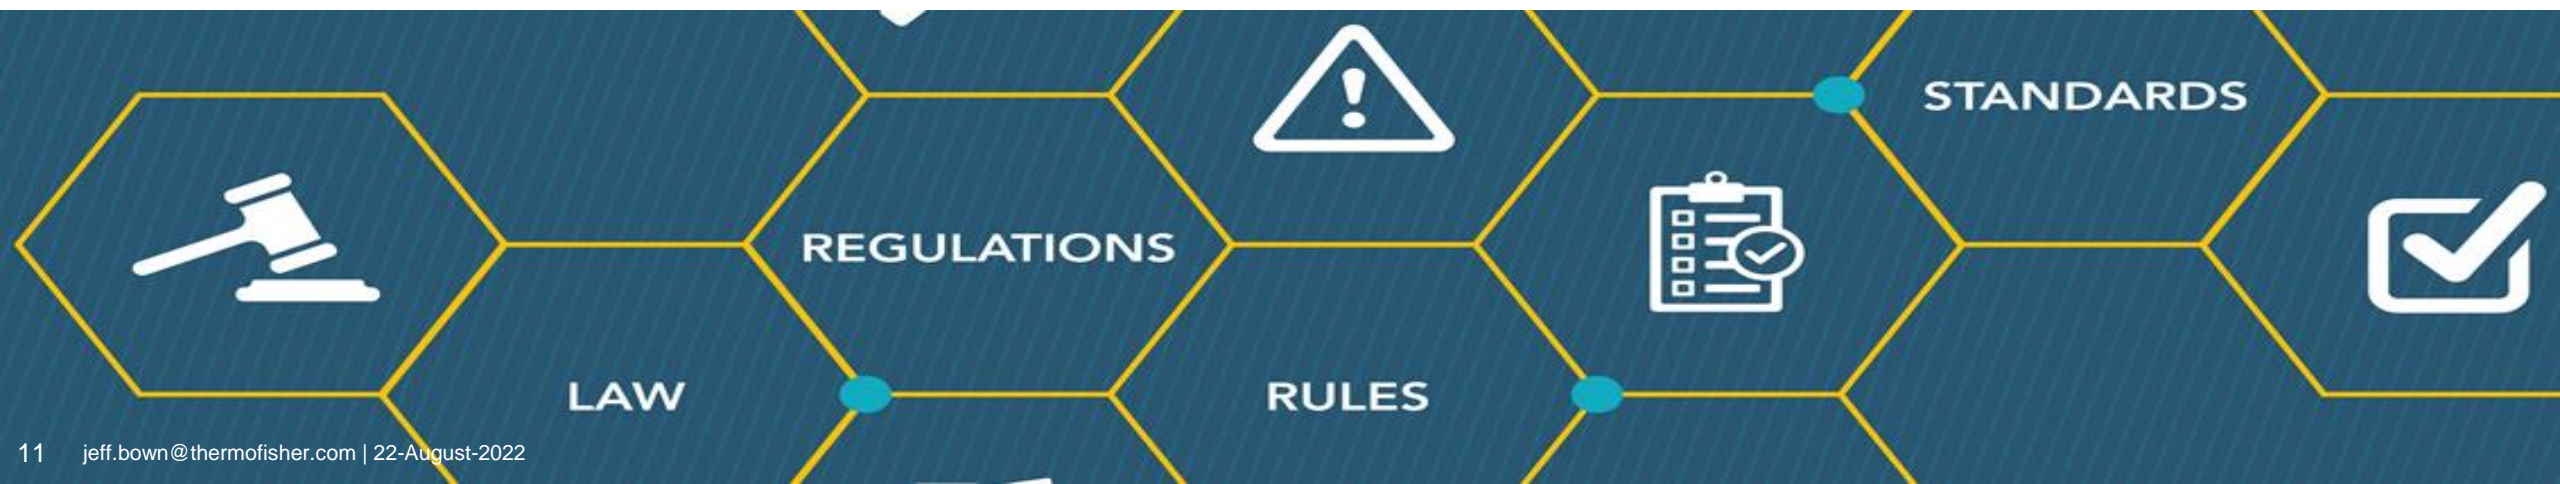 STANDARDS
REGULATIONS
LAW
RULES
11 jeff.bown@thermofisher.com | 22-August-2022